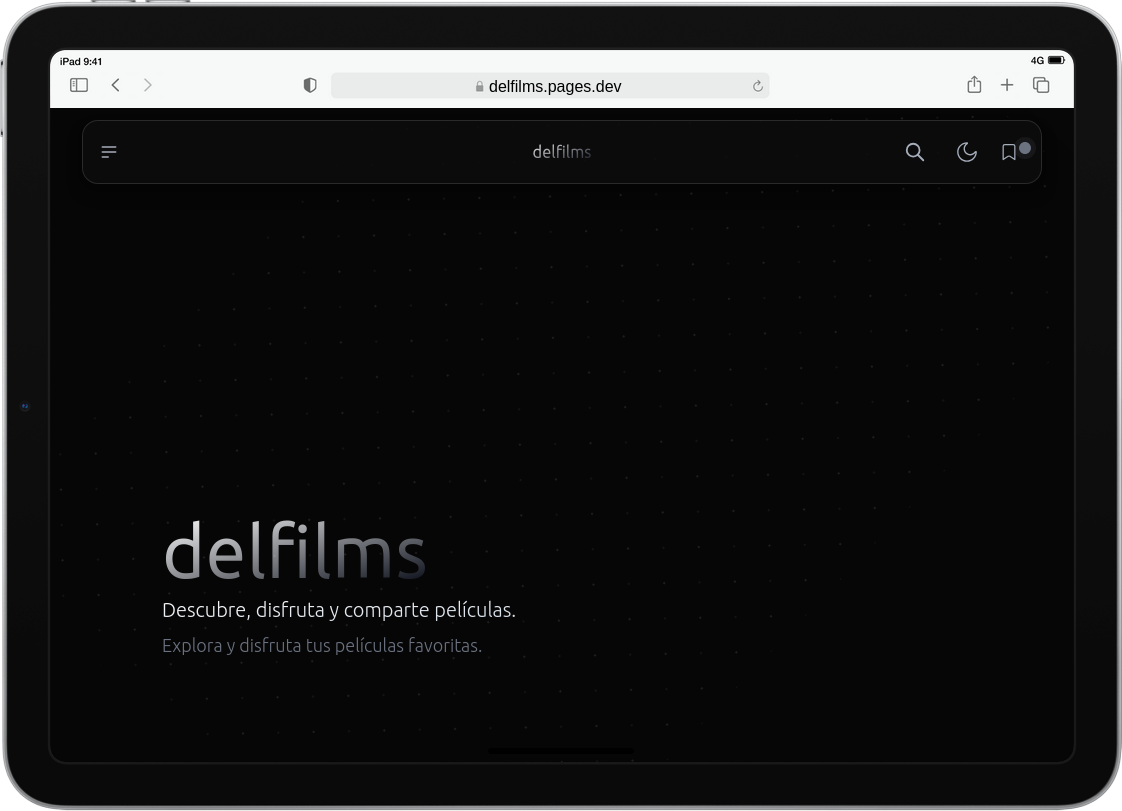 iPad 9:41
4G
delfilms.pages.dev
delfilms
delfilms
Descubre, disfruta y comparte películas.
Explora y disfruta tus películas favoritas.